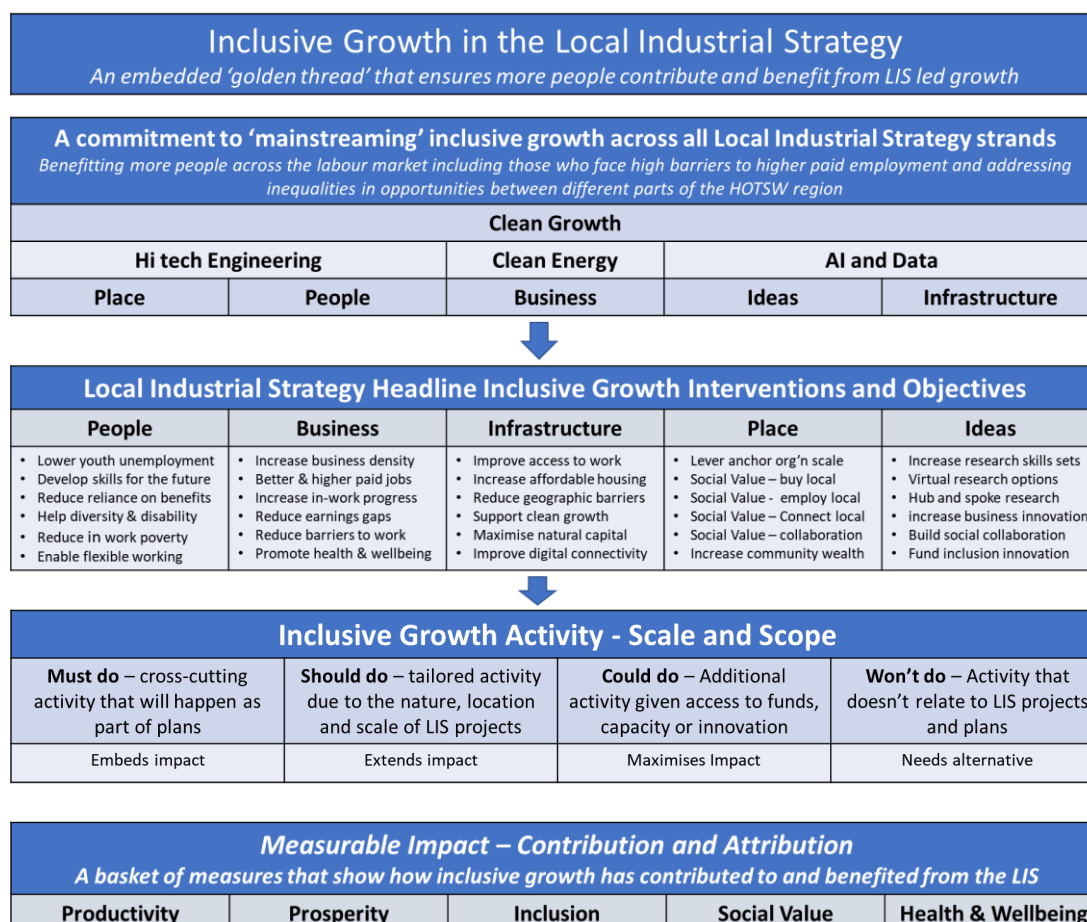 Inclusive Growth in the Local Industrial Strategy
An embedded ‘golden thread’ that ensures more people contribute and benefit from LIS led growth
A commitment to ‘mainstreaming’ inclusive growth across all Local Industrial Strategy strands
Benefitting more people across the labour market including those who face high barriers to higher paid employment and addressing
inequalities in opportunities between different parts of the HOTSW region
Clean Growth
Hi tech Engineering
Clean Energy
AI and Data
Place
People
Business
Ideas
Infrastructure
Local Industrial Strategy Headline Inclusive Growth Interventions and Objectives
People
• Lower youth unemployment
• Develop skills for the future
• Reduce reliance on benefits
• Help diversity & disability
• Reduce in work poverty
• Enable flexible working
Business
• Increase business density
• Better & higher paid jobs
• Increase in-work progress
• Reduce earnings gaps
• Reduce barriers to work
• Promote health & wellbeing
Infrastructure
• Improve access to work
• Increase affordable housing
• Reduce geographic barriers
• Support clean growth
• Maximise natural capital
• Improve digital connectivity
Place
• Lever anchor org’n scale
• Social Value – buy local
• Social Value - employ local
• Social Value – Connect local
• Social Value – collaboration
• Increase community wealth
Ideas
• Increase research skills sets
• Virtual research options
• Hub and spoke research
• increase business innovation
• Build social collaboration
• Fund inclusion innovation
Inclusive Growth Activity - Scale and Scope
Must do – cross-cutting
activity that will happen as
part of plans
Embeds impact
Should do – tailored activity
due to the nature, location
and scale of LIS projects
Extends impact
Could do – Additional
activity given access to funds,
capacity or innovation
Maximises Impact
Won’t do – Activity that
doesn’t relate to LIS projects
and plans
Needs alternative
Measurable Impact – Contribution and Attribution
A basket of measures that show how inclusive growth has contributed to and benefited from the LIS
Productivity
Prosperity
Inclusion
Social Value
Health & Wellbeing